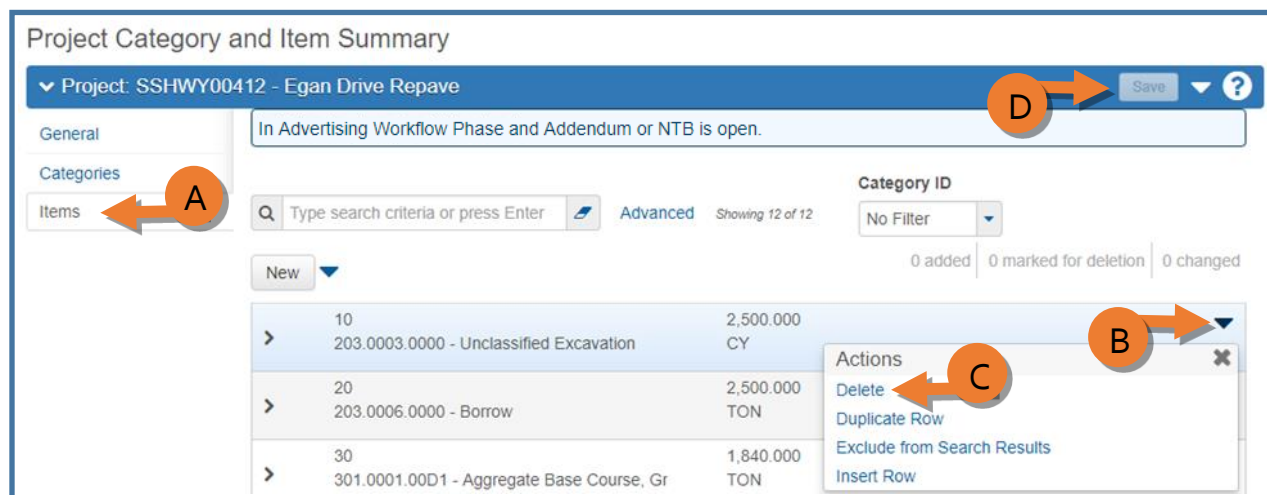 Project Category and Item Summary
Project: SSHWY00412 - Egan Drive Repave
Save
?
D
General
In Advertising Workflow Phase and Addendum or NTB is open.
Categories
Items
A
Type search criteria or press Enter
Advanced
Showing 12 of 12
Category ID
No Filter
New
0 added
0 marked for deletion
0 changed
10
2,500.000
203.0003.0000 - Unclassified Excavation
CY
B
Actions
C
Delete
Duplicate Row
Exclude from Search Results
Insert Row
20
2,500.000
203.0006.0000 - Borrow
TON
30
1,840.000
301.0001.00D1 - Aggregate Base Course, Gr
TON